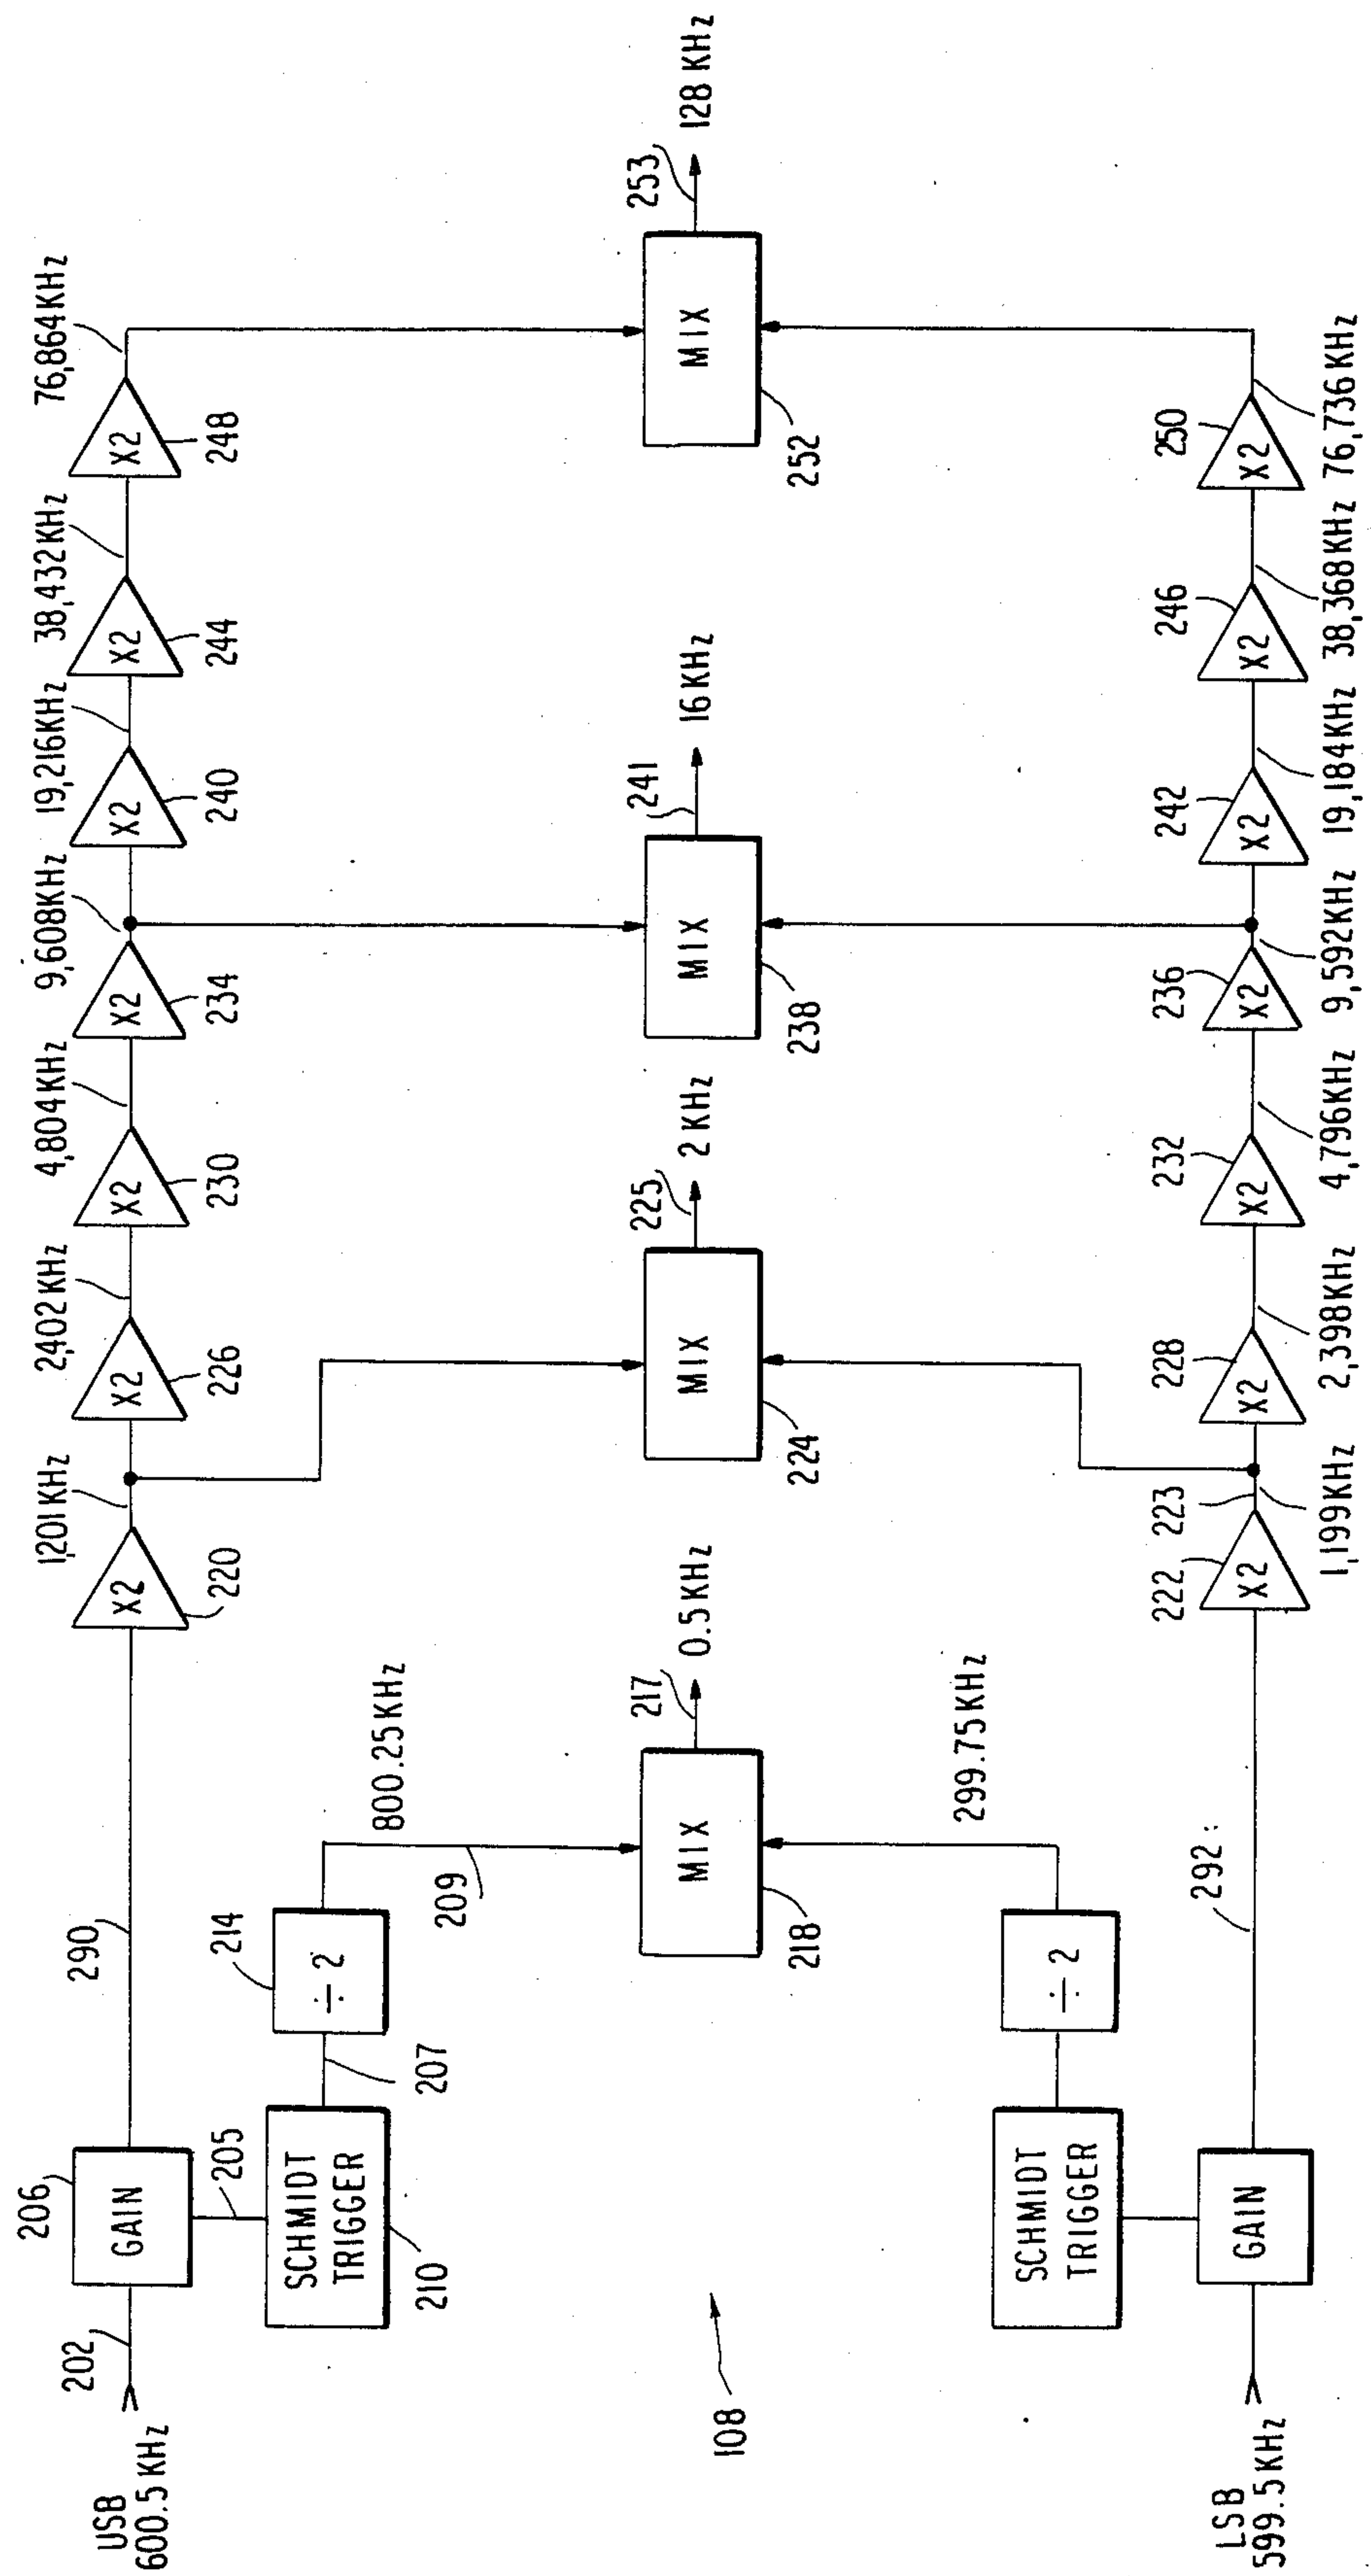 USB
600.5 KHz
202
206
GAIN
205
SCHMIDT
TRIGGER
210
207
÷ 2
214
290
800.25 KHz
209
MIX
218
217
0.5 KHz
X2
220
1,201 KHz
X2
226
2,402 KHz
X2
230
4,804 KHz
X2
234
9,608 KHz
X2
240
19,216 KHz
X2
244
38,432 KHz
X2
248
76,864 KHz
MIX
224
225
2 KHz
MIX
238
241
16 KHz
MIX
252
253
128 KHz
108
LSB
599.5 KHz
GAIN
SCHMIDT
TRIGGER
÷ 2
299.75 KHz
292
X2
222
223
1,199 KHz
X2
228
2,398 KHz
X2
232
4,796 KHz
X2
236
9,592 KHz
X2
242
19,184 KHz
X2
246
38,368 KHz
X2
250
76,736 KHz